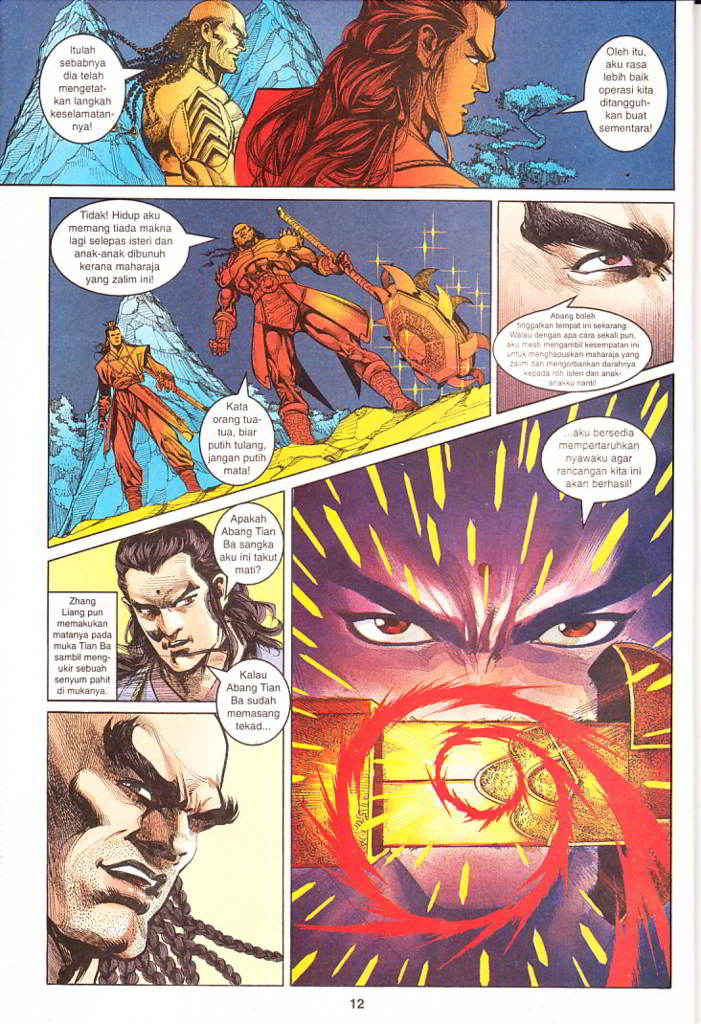 Itulah
sebabnya
dia telah
mengetat-
kan langkah
keselamatan-
nya!
Oleh itu,
aku rasa
lebih baik
operasi kita
ditangguh-
kan buat
sementara!
Tidak! Hidup aku
memang tiada makna
lagi selepas isteri dan
anak-anak dibunuh
kerana maharaja
yang zalim ini!
Kata
orang tua-
tua, biar
putih tulang,
jangan putih
mata!
Abang boleh
tinggalkan tempat ini sekarang.
Walau dengan apa cara sekali pun,
aku mesti mengambil kesempatan ini
untuk menghapuskan maharaja yang
zalim dan mengorbankan darahnya
kepada roh isteri dan anak-
anakku nanti!
Apakah
Abang Tian
Ba sangka
aku ini takut
mati?
Zhang
Liang pun
memakukan
matanya pada
muka Tian Ba
sambil meng-
ukir sebuah
senyum pahit
di mukanya.
Kalau
Abang Tian
Ba sudah
memasang
tekad...
...aku bersedia
mempertaruhkan
nyawaku agar
rancangan kita ini
akan berhasil!
12